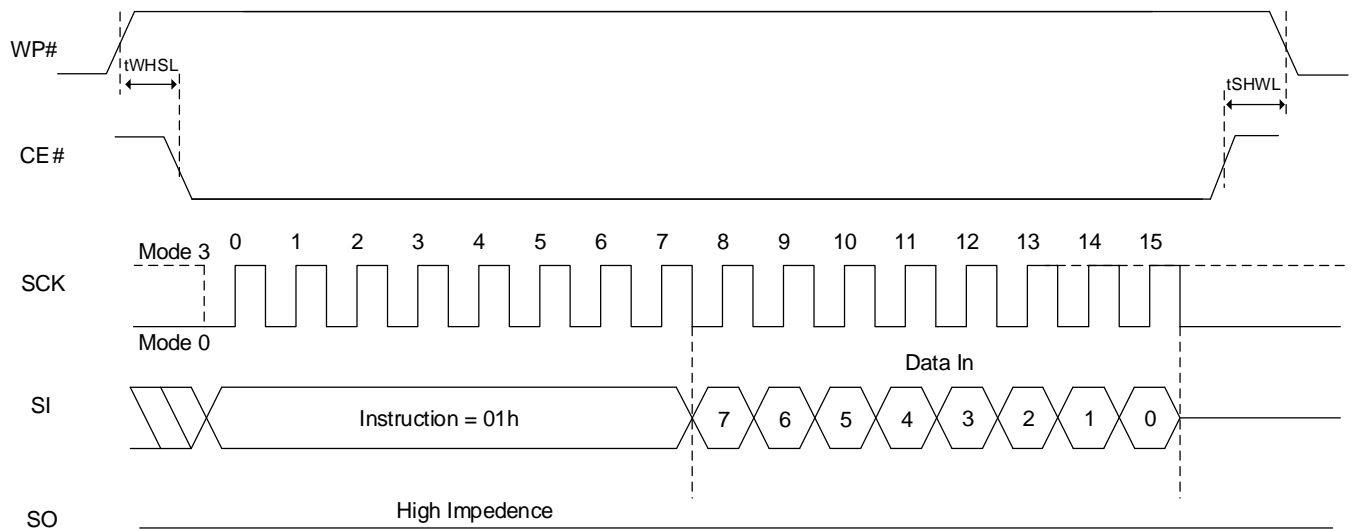 WP#
tWHSL
tSHWL
CE#
Mode 3
0 1 2 3 4 5 6 7 8 9 10 11 12 13 14 15
SCK
Mode 0
Data In
SI
Instruction = 01h
7 6 5 4 3 2 1 0
High Impedence
SO